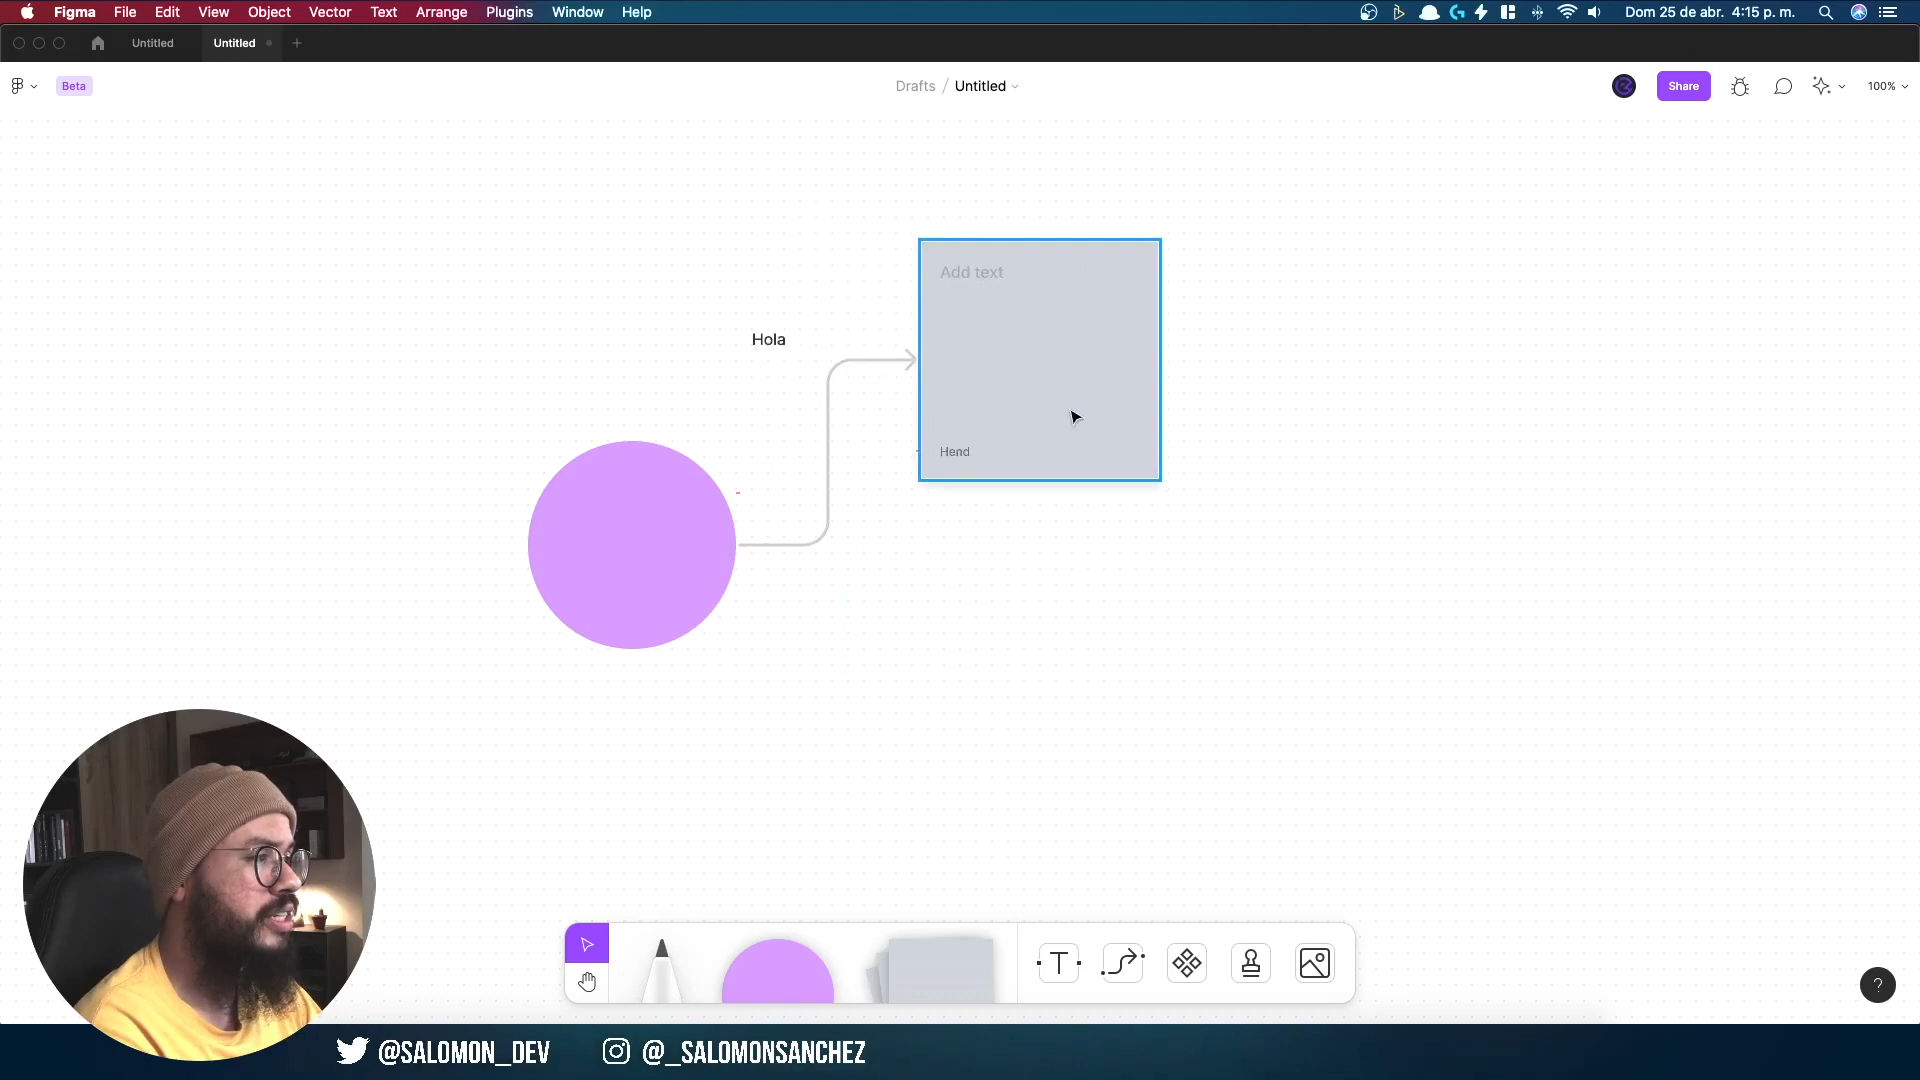 Figma File Edit View Object Vector Text Arrange Plugins Window Help
Dom 25 de abr. 4:15 p. m.
Untitled
Untitled
Beta
Drafts / Untitled
Share
100%
Add text
Hola
Hend
T
?
@SALOMON_DEV
@_SALOMONSANCHEZ